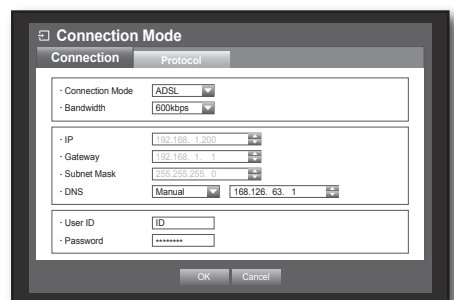 Connection Mode
Connection Protocol
· Connection Mode ADSL
· Bandwidth 600kbps
· IP 192.168. 1.200
· Gateway 192.168. 1. 1
· Subnet Mask 255.255.255. 0
· DNS Manual 168.126. 63. 1
· User ID ID
· Password ********
OK Cancel